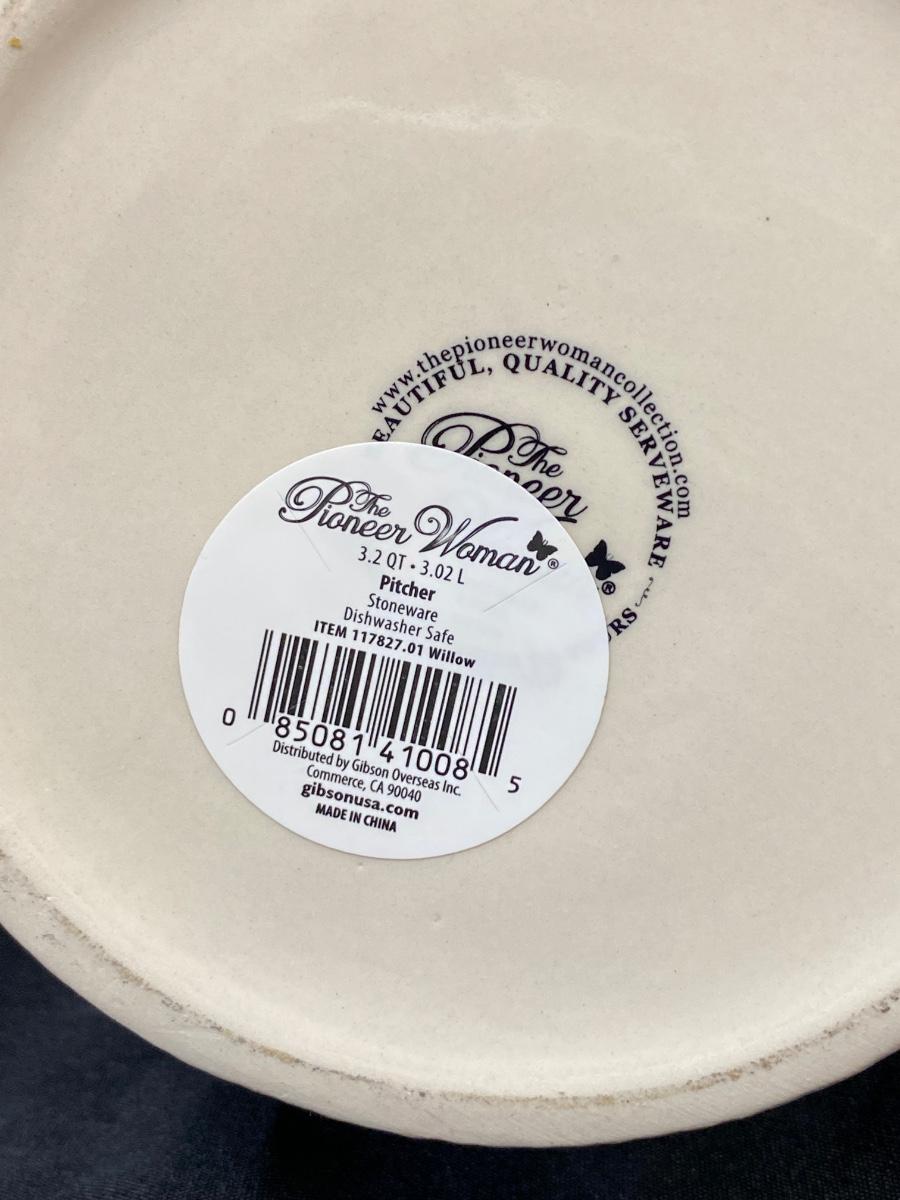 www.thepioneerwomancollection.com
EAUTIFUL, QUALITY SERVEWARE
The
Pioneer
®
URS
The
Pioneer Woman®
3.2 QT • 3.02 L
Pitcher
Stoneware
Dishwasher Safe
ITEM 117827.01 Willow
0 85081 41008 5
Distributed by Gibson Overseas Inc.
Commerce, CA 90040
gibsonusa.com
MADE IN CHINA